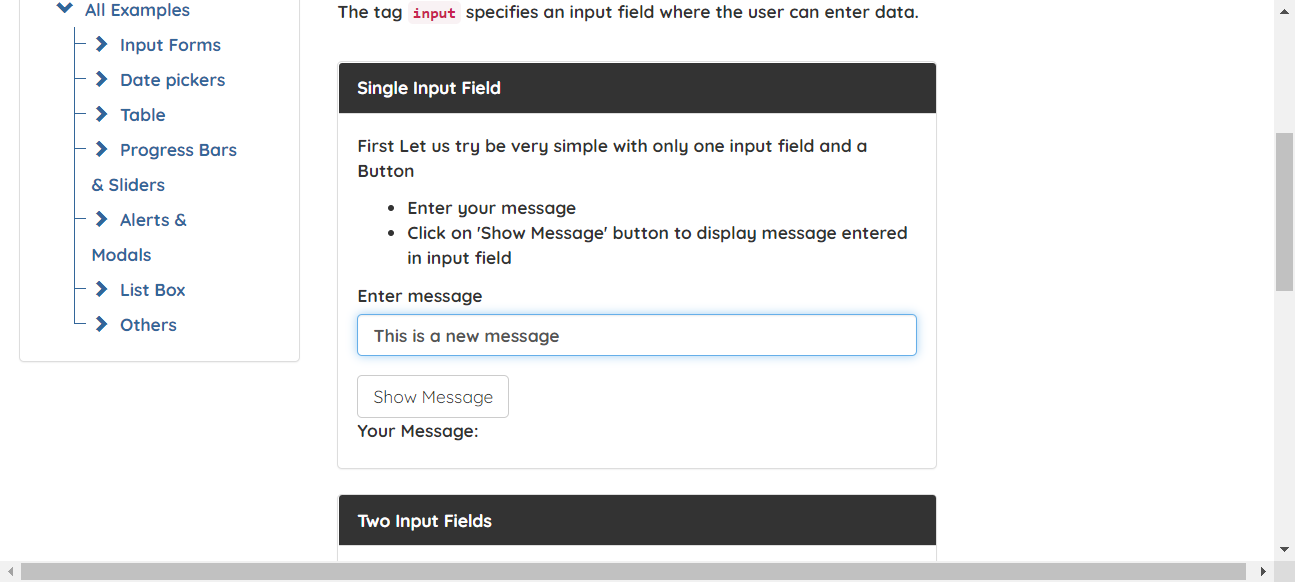 All Examples
Input Forms
Date pickers
Table
Progress Bars
& Sliders
Alerts &
Modals
List Box
Others
The tag input specifies an input field where the user can enter data.
Single Input Field
First Let us try be very simple with only one input field and a
Button
Enter your message
Click on 'Show Message' button to display message entered
in input field
Enter message
This is a new message
Show Message
Your Message:
Two Input Fields